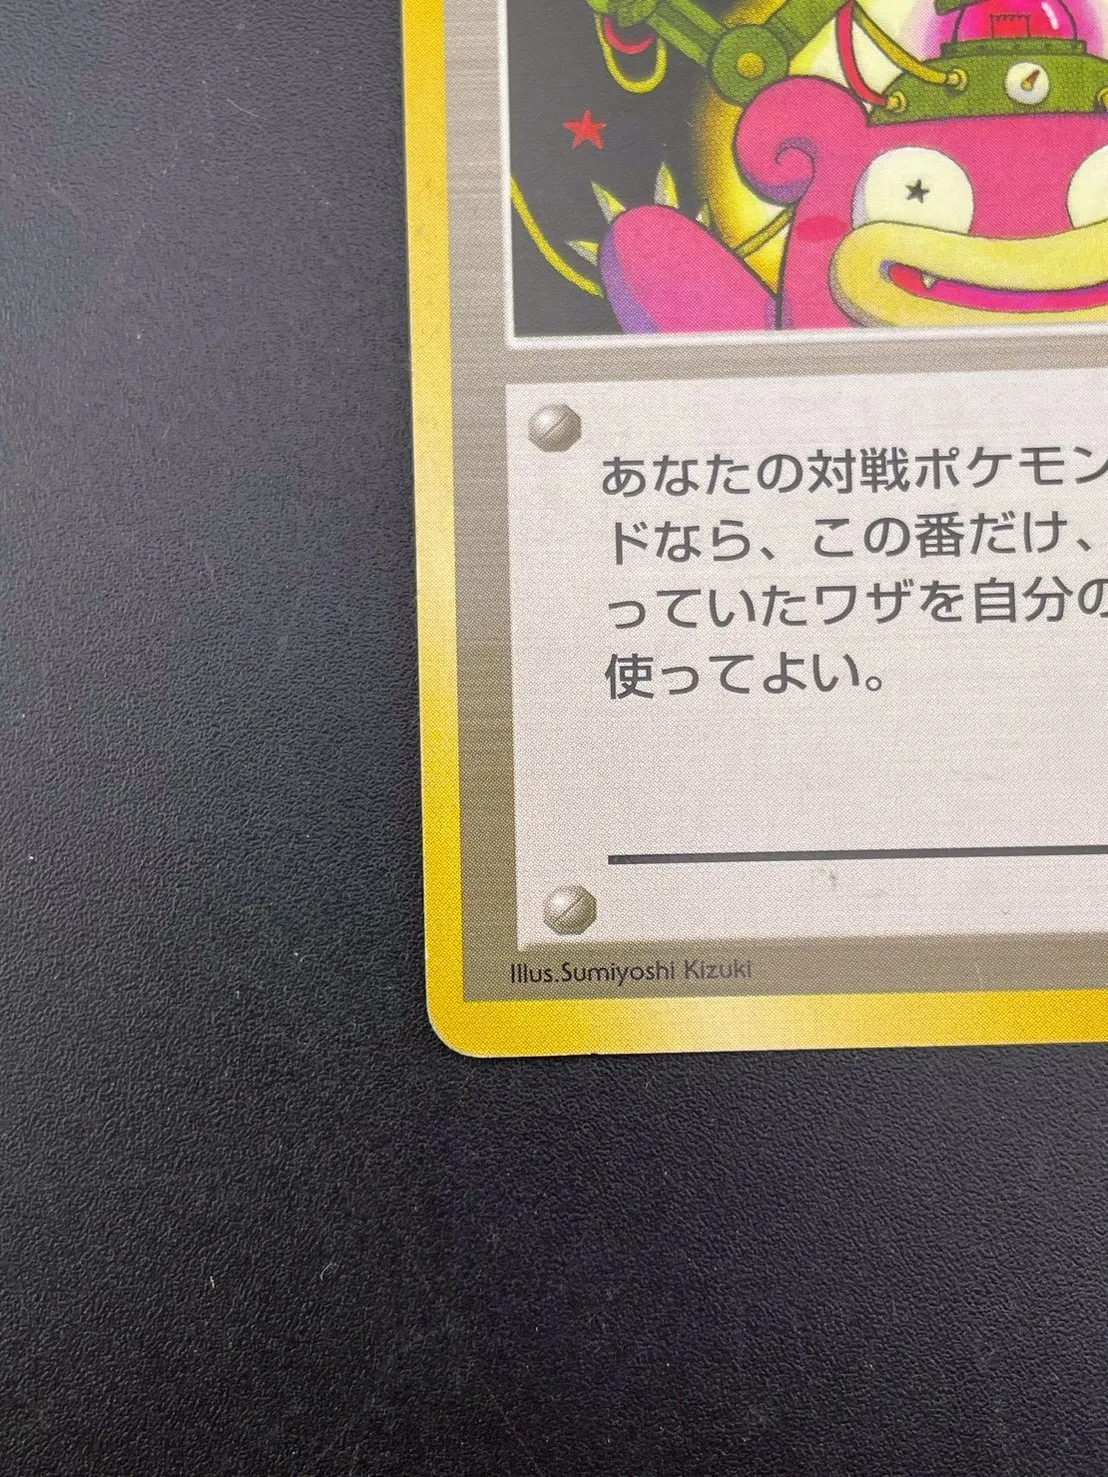 あなたの対戦ポケモン
ドなら、この番だけ、
っていたワザを自分の
使ってよい。
Illus.Sumiyoshi Kizuki